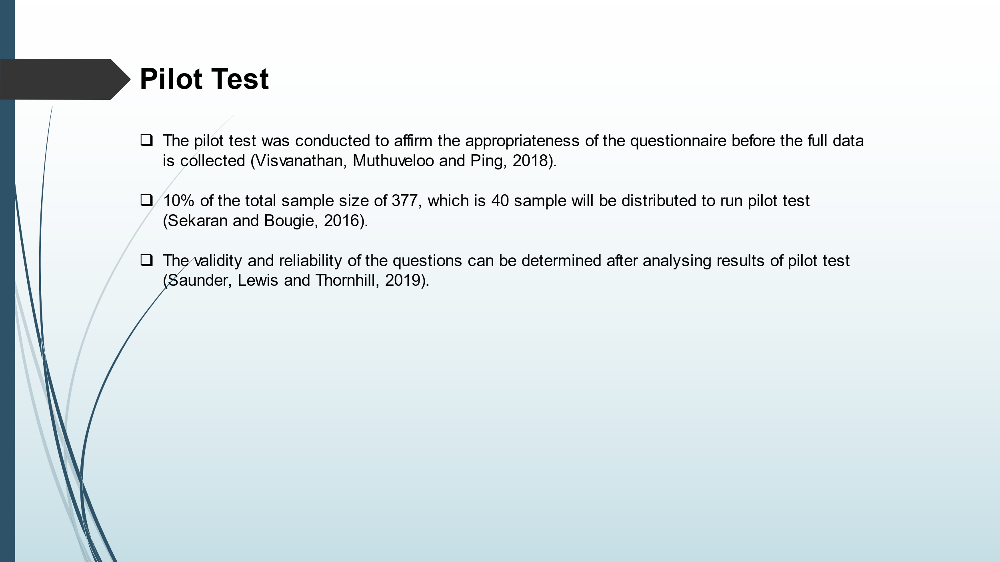 Pilot Test
❑ The pilot test was conducted to affirm the appropriateness of the questionnaire before the full data
is collected (Visvanathan, Muthuveloo and Ping, 2018).
❑ 10% of the total sample size of 377, which is 40 sample will be distributed to run pilot test
(Sekaran and Bougie, 2016).
❑ The validity and reliability of the questions can be determined after analysing results of pilot test
(Saunder, Lewis and Thornhill, 2019).